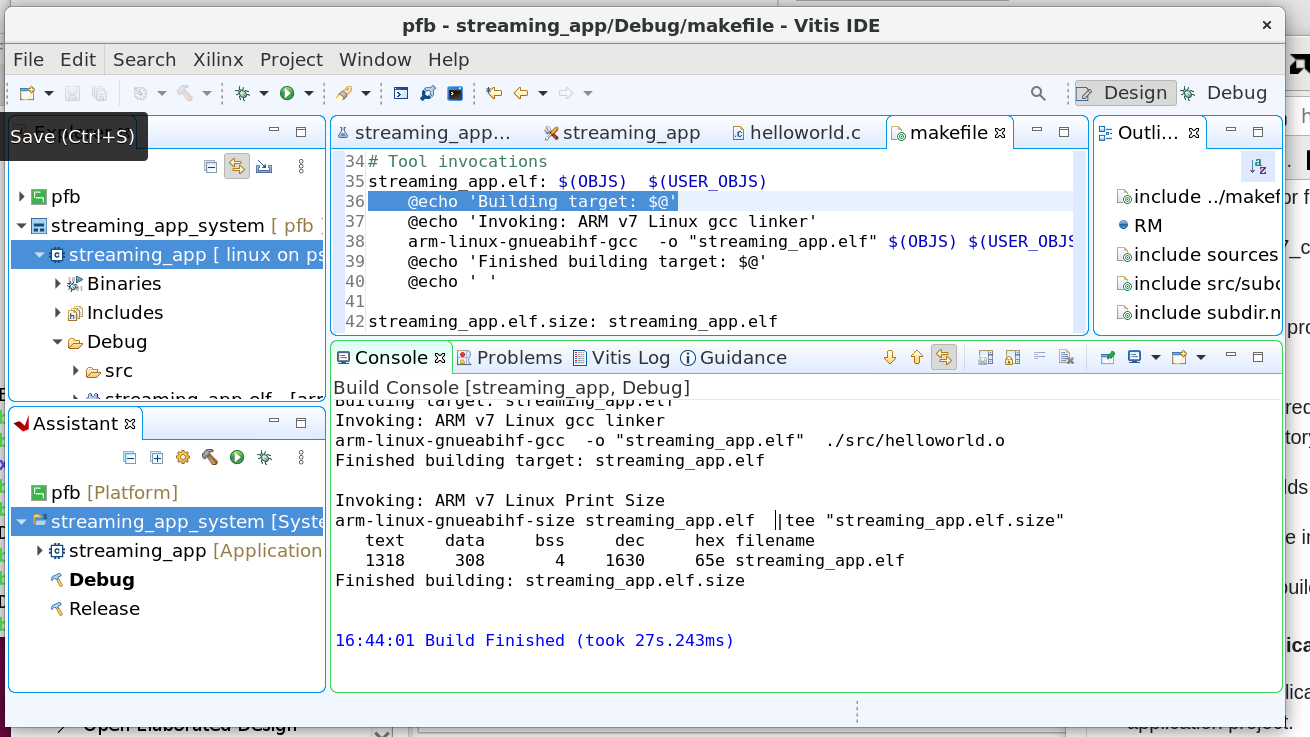 pfb - streaming_app/Debug/makefile - Vitis IDE
File Edit Search Xilinx Project Window Help
Design Debug
Save (Ctrl+S)
pfb
streaming_app_system [ pfb
streaming_app [ linux on ps
Binaries
Includes
Debug
src
streaming_app...
streaming_app
helloworld.c
makefile
34 # Tool invocations
35 streaming_app.elf: $(OBJS)  $(USER_OBJS)
36     @echo 'Building target: $@'
37     @echo 'Invoking: ARM v7 Linux gcc linker'
38     arm-linux-gnueabihf-gcc  -o "streaming_app.elf" $(OBJS) $(USER_OBJS
39     @echo 'Finished building target: $@'
40     @echo ' '
41
42 streaming_app.elf.size: streaming_app.elf
Outli...
include ../makef
RM
include sources
include src/subd
include subdir.m
Assistant
pfb [Platform]
streaming_app_system [Syste
streaming_app [Application
Debug
Release
Console Problems Vitis Log Guidance
Build Console [streaming_app, Debug]
Building target: streaming_app.elf
Invoking: ARM v7 Linux gcc linker
arm-linux-gnueabihf-gcc  -o "streaming_app.elf"  ./src/helloworld.o
Finished building target: streaming_app.elf
Invoking: ARM v7 Linux Print Size
arm-linux-gnueabihf-size streaming_app.elf  |tee "streaming_app.elf.size"
text data bss dec hex filename
1318 308 4 1630 65e streaming_app.elf
Finished building: streaming_app.elf.size
16:44:01 Build Finished (took 27s.243ms)
Open Elaborated Design
application project.